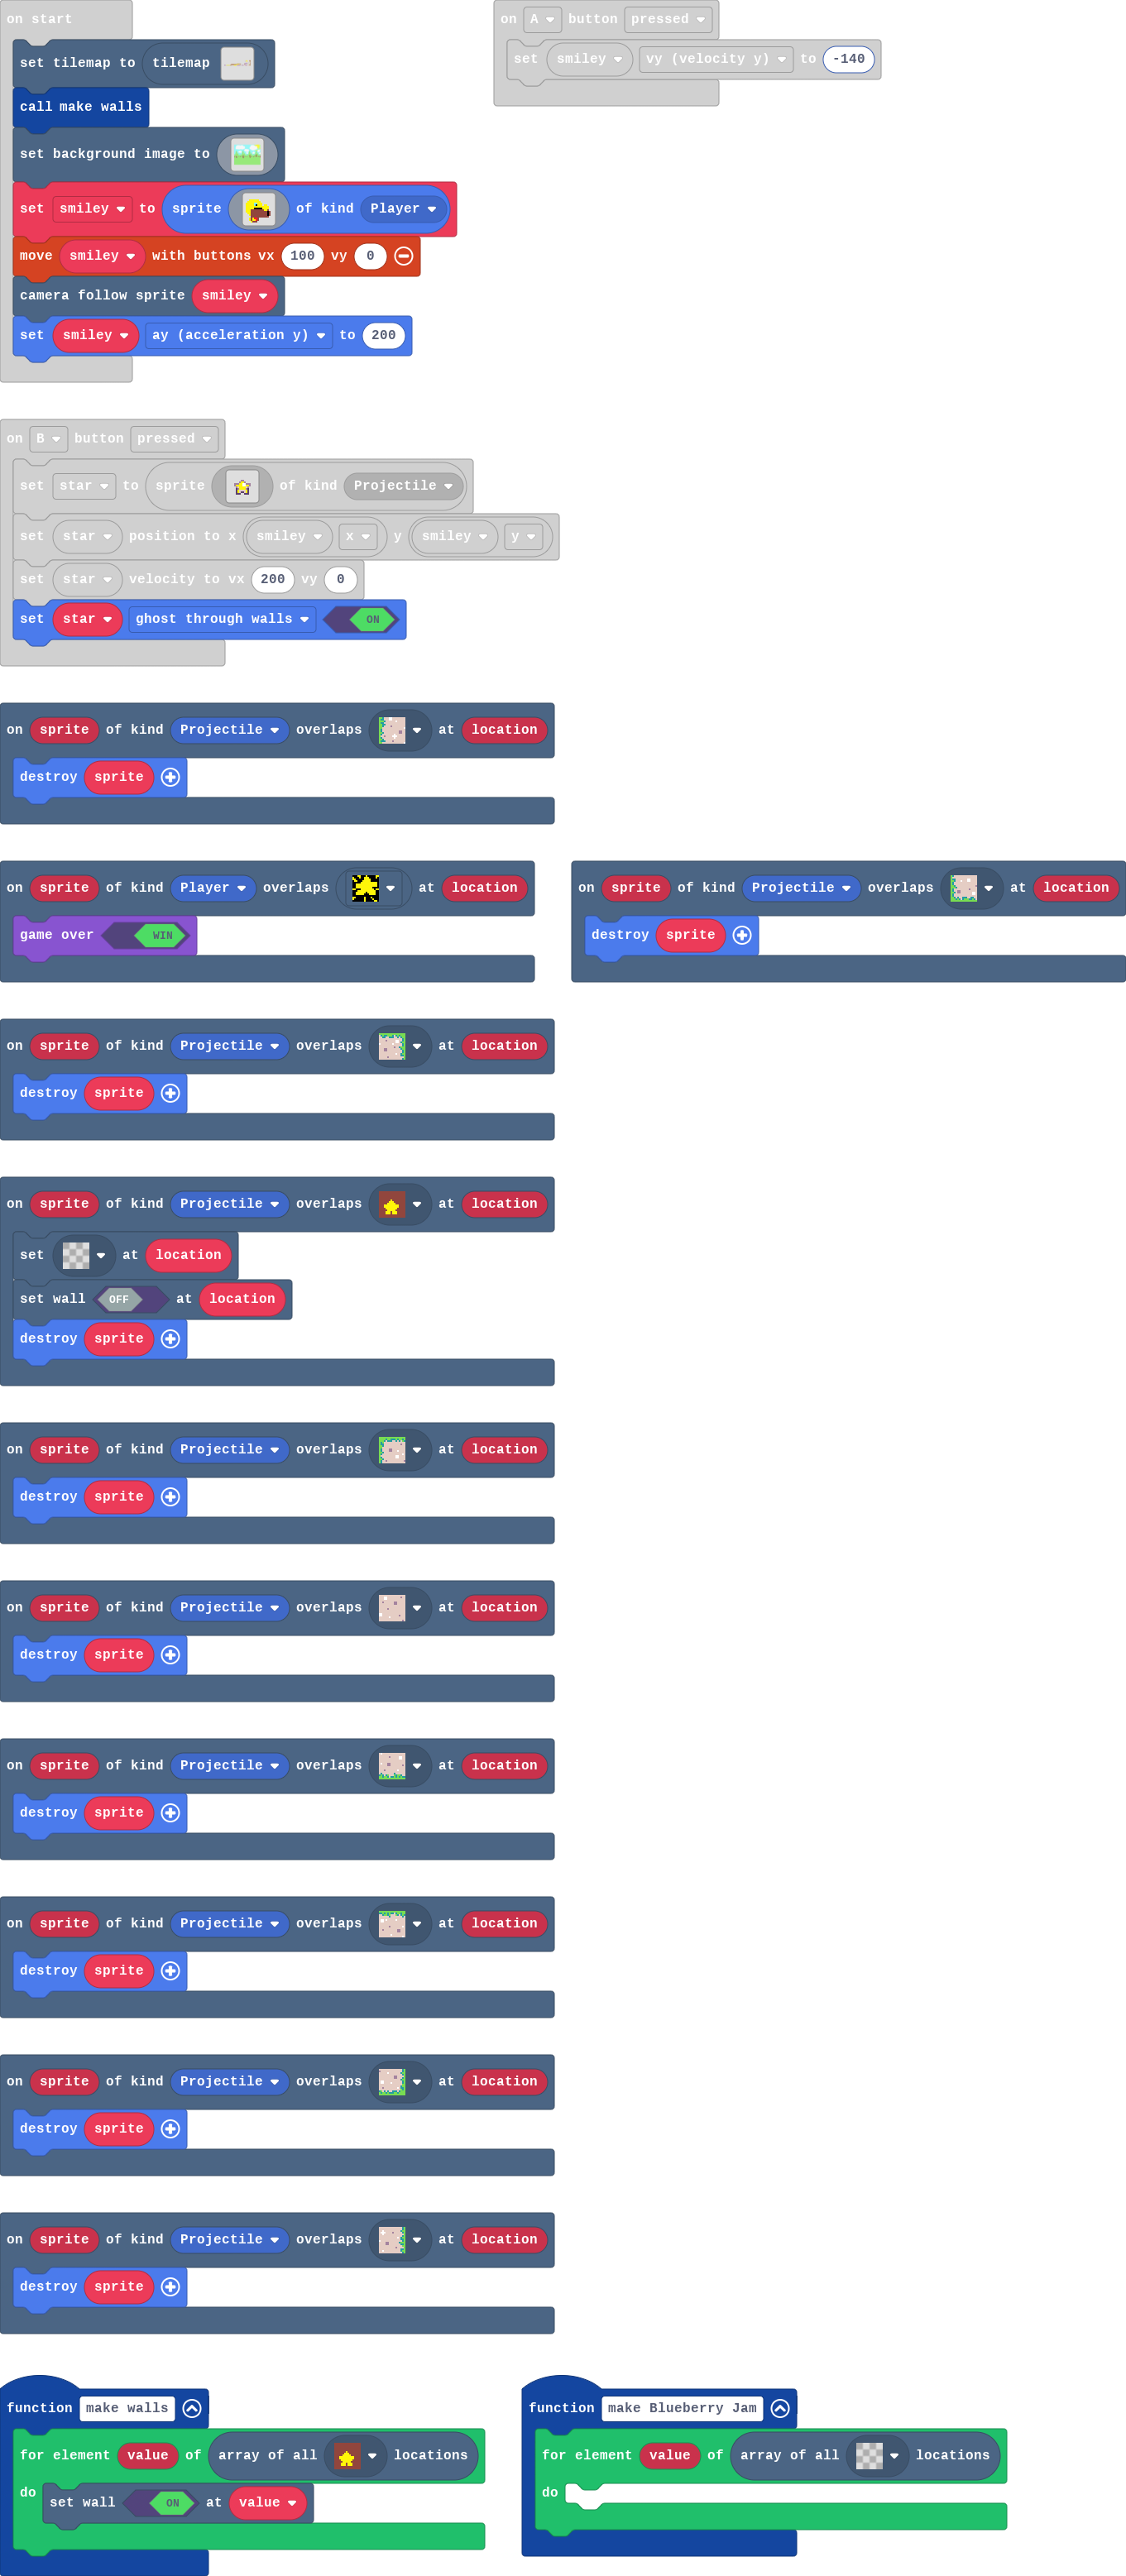 on start
set tilemap to tilemap
call make walls
set background image to
set smiley to sprite of kind Player
move smiley with buttons vx 100 vy 0
camera follow sprite smiley
set smiley ay (acceleration y) to 200
on A button pressed
set smiley vy (velocity y) to -140
on B button pressed
set star to sprite of kind Projectile
set star position to x smiley x y smiley y
set star velocity to vx 200 vy 0
set star ghost through walls ON
on sprite of kind Projectile overlaps at location
destroy sprite
on sprite of kind Player overlaps at location
game over WIN
on sprite of kind Projectile overlaps at location
destroy sprite
on sprite of kind Projectile overlaps at location
destroy sprite
on sprite of kind Projectile overlaps at location
set at location
set wall OFF at location
destroy sprite
on sprite of kind Projectile overlaps at location
destroy sprite
on sprite of kind Projectile overlaps at location
destroy sprite
on sprite of kind Projectile overlaps at location
destroy sprite
on sprite of kind Projectile overlaps at location
destroy sprite
on sprite of kind Projectile overlaps at location
destroy sprite
on sprite of kind Projectile overlaps at location
destroy sprite
function make walls
for element value of array of all locations
do set wall ON at value
function make Blueberry Jam
for element value of array of all locations
do